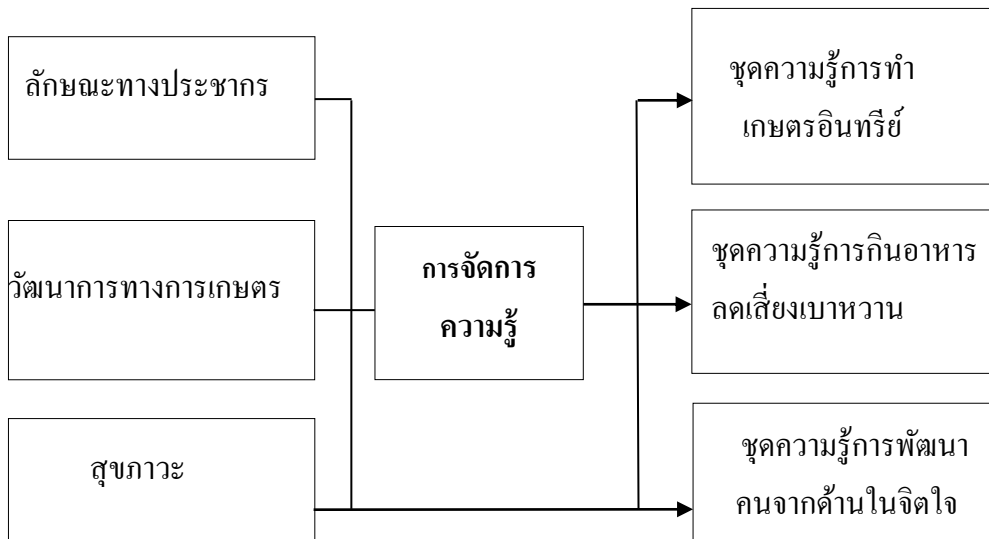 ลักษณะทางประชากร
วัฒนาการทางการเกษตร
สุขภาวะ
การจัดการ
ความรู้
ชุดความรู้การทำ
เกษตรอินทรีย์
ชุดความรู้การกินอาหาร
ลดเสี่ยงเบาหวาน
ชุดความรู้การพัฒนา
คนจากด้านในจิตใจ